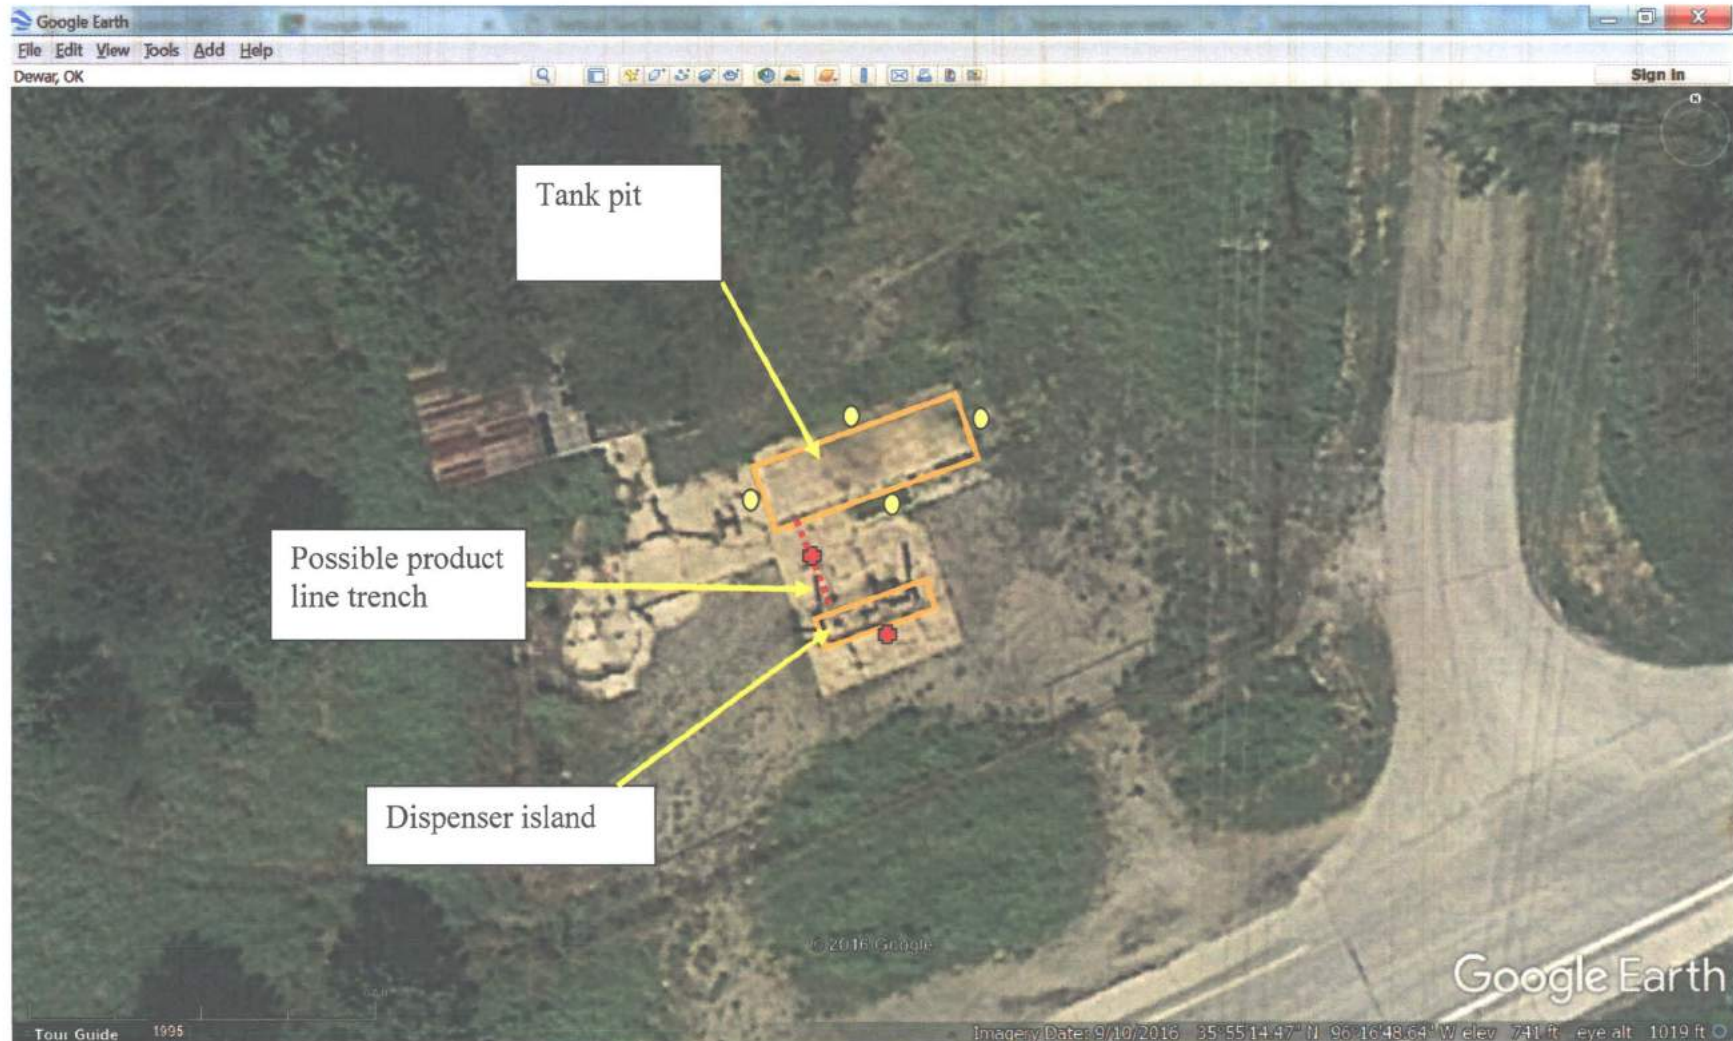 Google Earth
File Edit View Tools Add Help
Dewar, OK
Sign in
N
Tank pit
Possible product
line trench
Dispenser island
©2016 Google
Google Earth
Tour Guide 1995
Imagery Date: 9/10/2016 35°55'14.47" N 96°16'48.64" W elev 741 ft eye alt 1019 ft